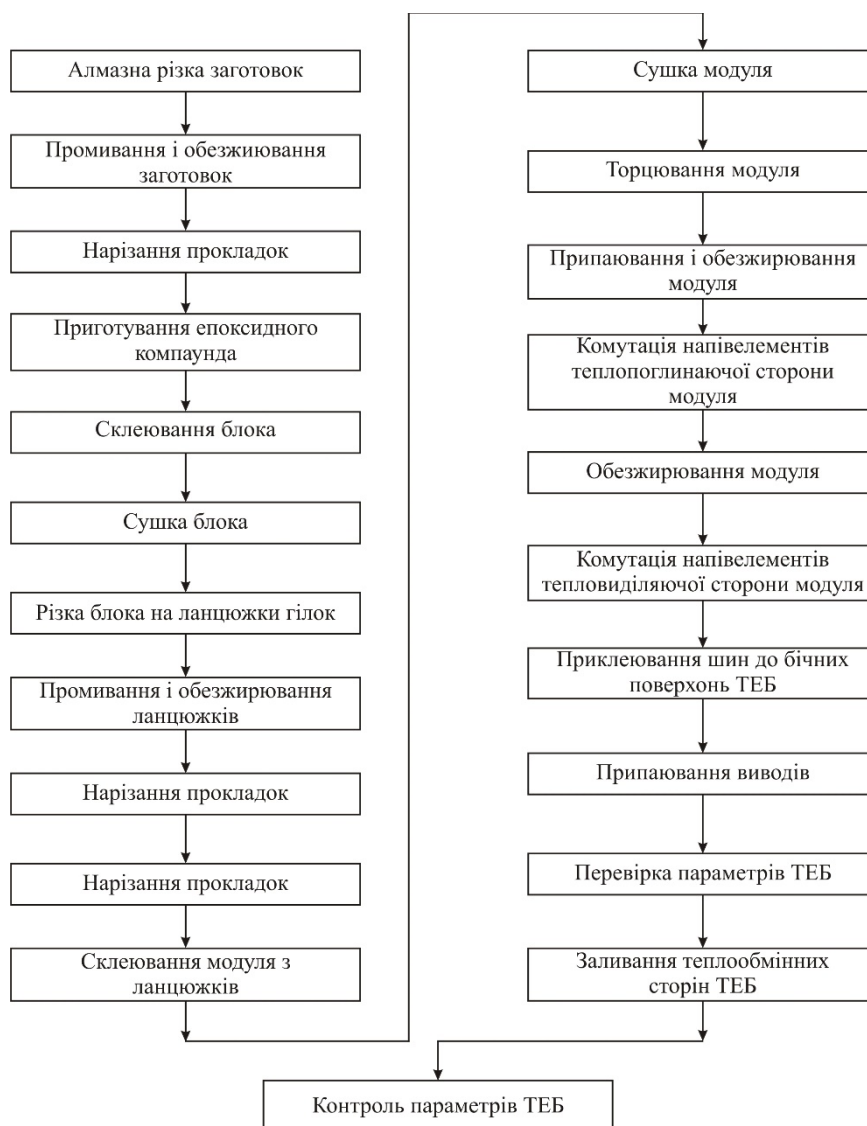 Алмазна різка заготовок
Промивання і обезжиювання
заготовок
Нарізання прокладок
Приготування епоксидного
компаунда
Склеювання блока
Сушка блока
Різка блока на ланцюжки гілок
Промивання і обезжирювання
ланцюжків
Нарізання прокладок
Нарізання прокладок
Склеювання модуля з
ланцюжків
Сушка модуля
Торцювання модуля
Припаювання і обезжирювання
модуля
Комутація напівелементів
теплопоглинаючої сторони
модуля
Обезжирювання модуля
Комутація напівелементів
тепловиділяючої сторони модуля
Приклеювання шин до бічних
поверхонь ТЕБ
Припаювання виводів
Перевірка параметрів ТЕБ
Заливання теплообмінних
сторін ТЕБ
Контроль параметрів ТЕБ